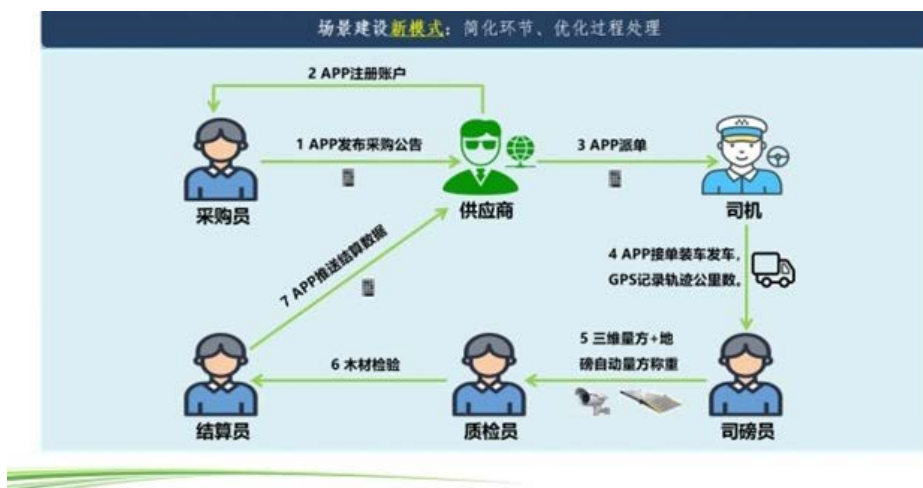 场景建设新模式：简化环节、优化过程处理
2 APP注册账户
1 APP发布采购公告
3 APP派单
采购员
供应商
司机
7 APP推送结算数据
4 APP接单装车发车，
GPS记录轨迹公里数。
5 三维量方+地
磅自动量方称重
6 木材检验
结算员
质检员
司磅员